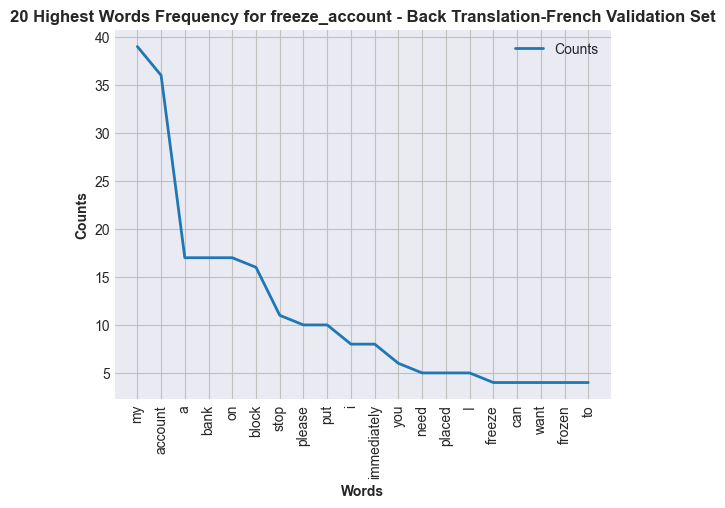 20 Highest Words Frequency for freeze_account - Back Translation-French Validation Set
Counts
40
35
30
25
20
15
10
5
Counts
my
account
a
bank
on
block
stop
please
put
i
immediately
you
need
placed
I
freeze
can
want
frozen
to
Words